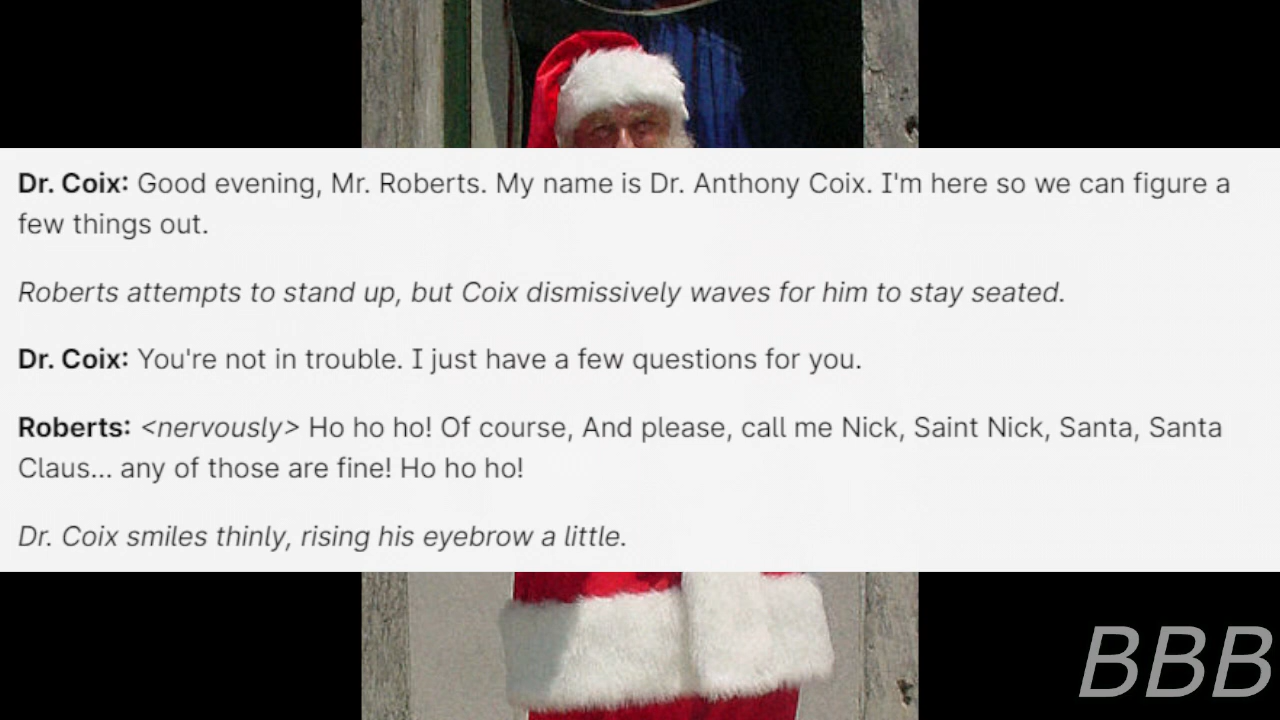 Dr. Coix: Good evening, Mr. Roberts. My name is Dr. Anthony Coix. I'm here so we can figure a
few things out.
Roberts attempts to stand up, but Coix dismissively waves for him to stay seated.
Dr. Coix: You're not in trouble. I just have a few questions for you.
Roberts: <nervously> Ho ho ho! Of course, And please, call me Nick, Saint Nick, Santa, Santa
Claus... any of those are fine! Ho ho ho!
Dr. Coix smiles thinly, rising his eyebrow a little.
BBB